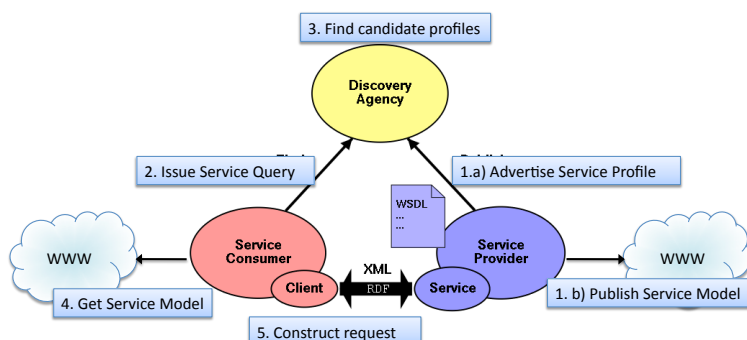 3. Find candidate profiles
Discovery
Agency
2. Issue Service Query
1.a) Advertise Service Profile
WSDL
...
...
WWW
Service
Consumer
Client
XML
RDF
Service
Provider
Service
WWW
4. Get Service Model
1. b) Publish Service Model
5. Construct request